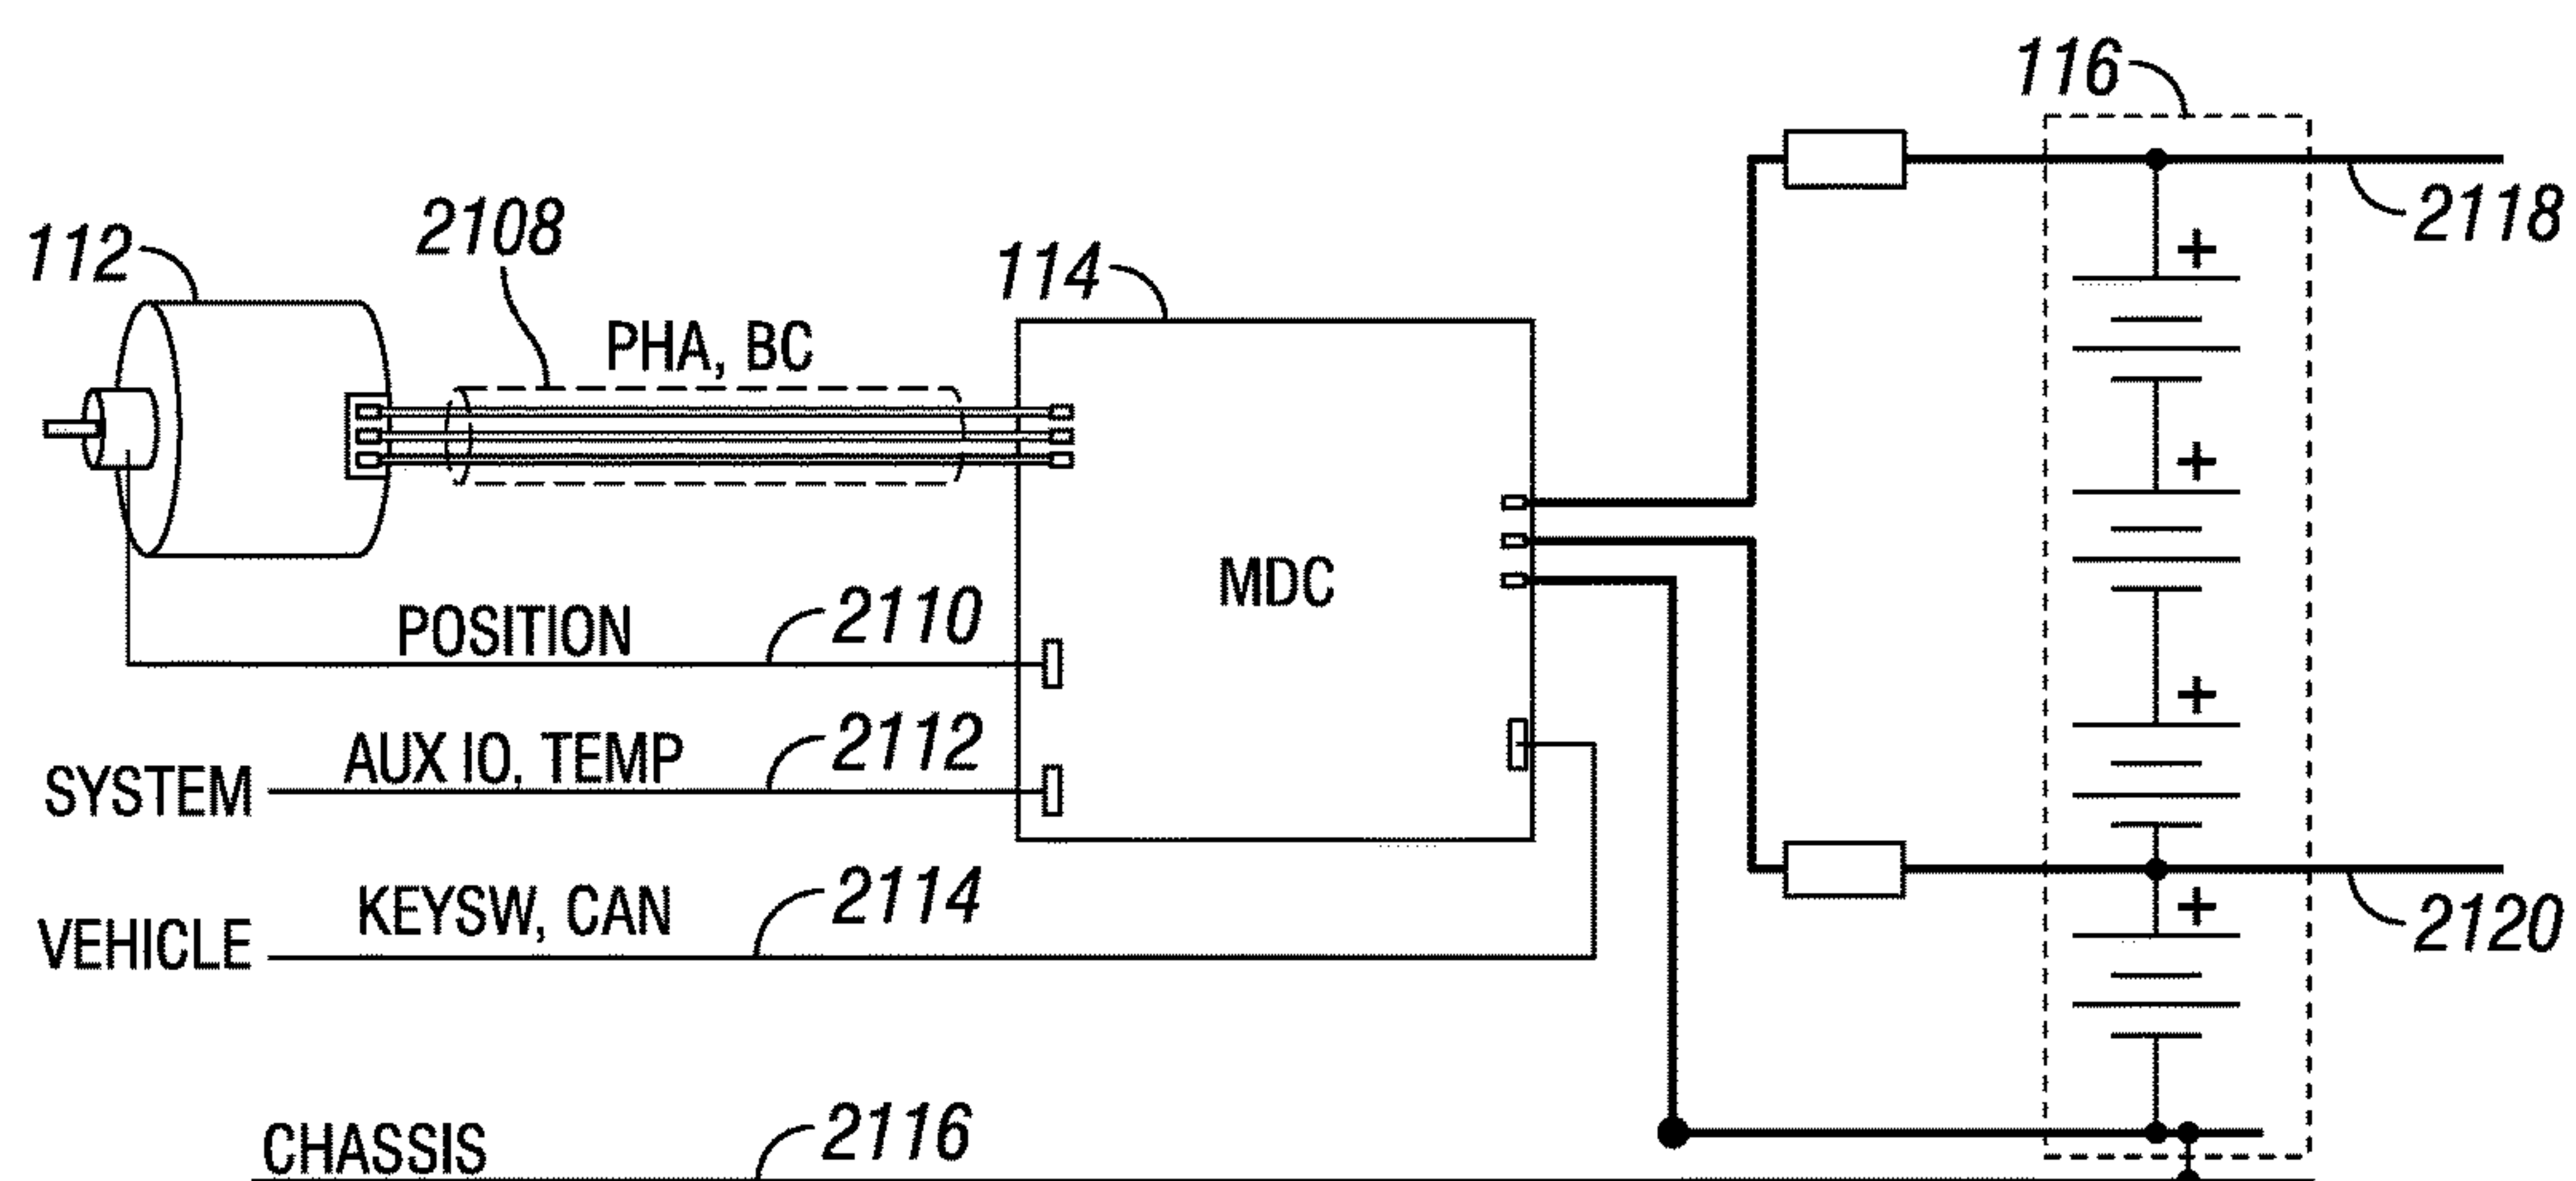 116
2118
112
2108
114
PHA, BC
+
+
MDC
POSITION
2110
+
SYSTEM
AUX IO, TEMP
2112
VEHICLE
KEYSW, CAN
2114
+
2120
CHASSIS
2116